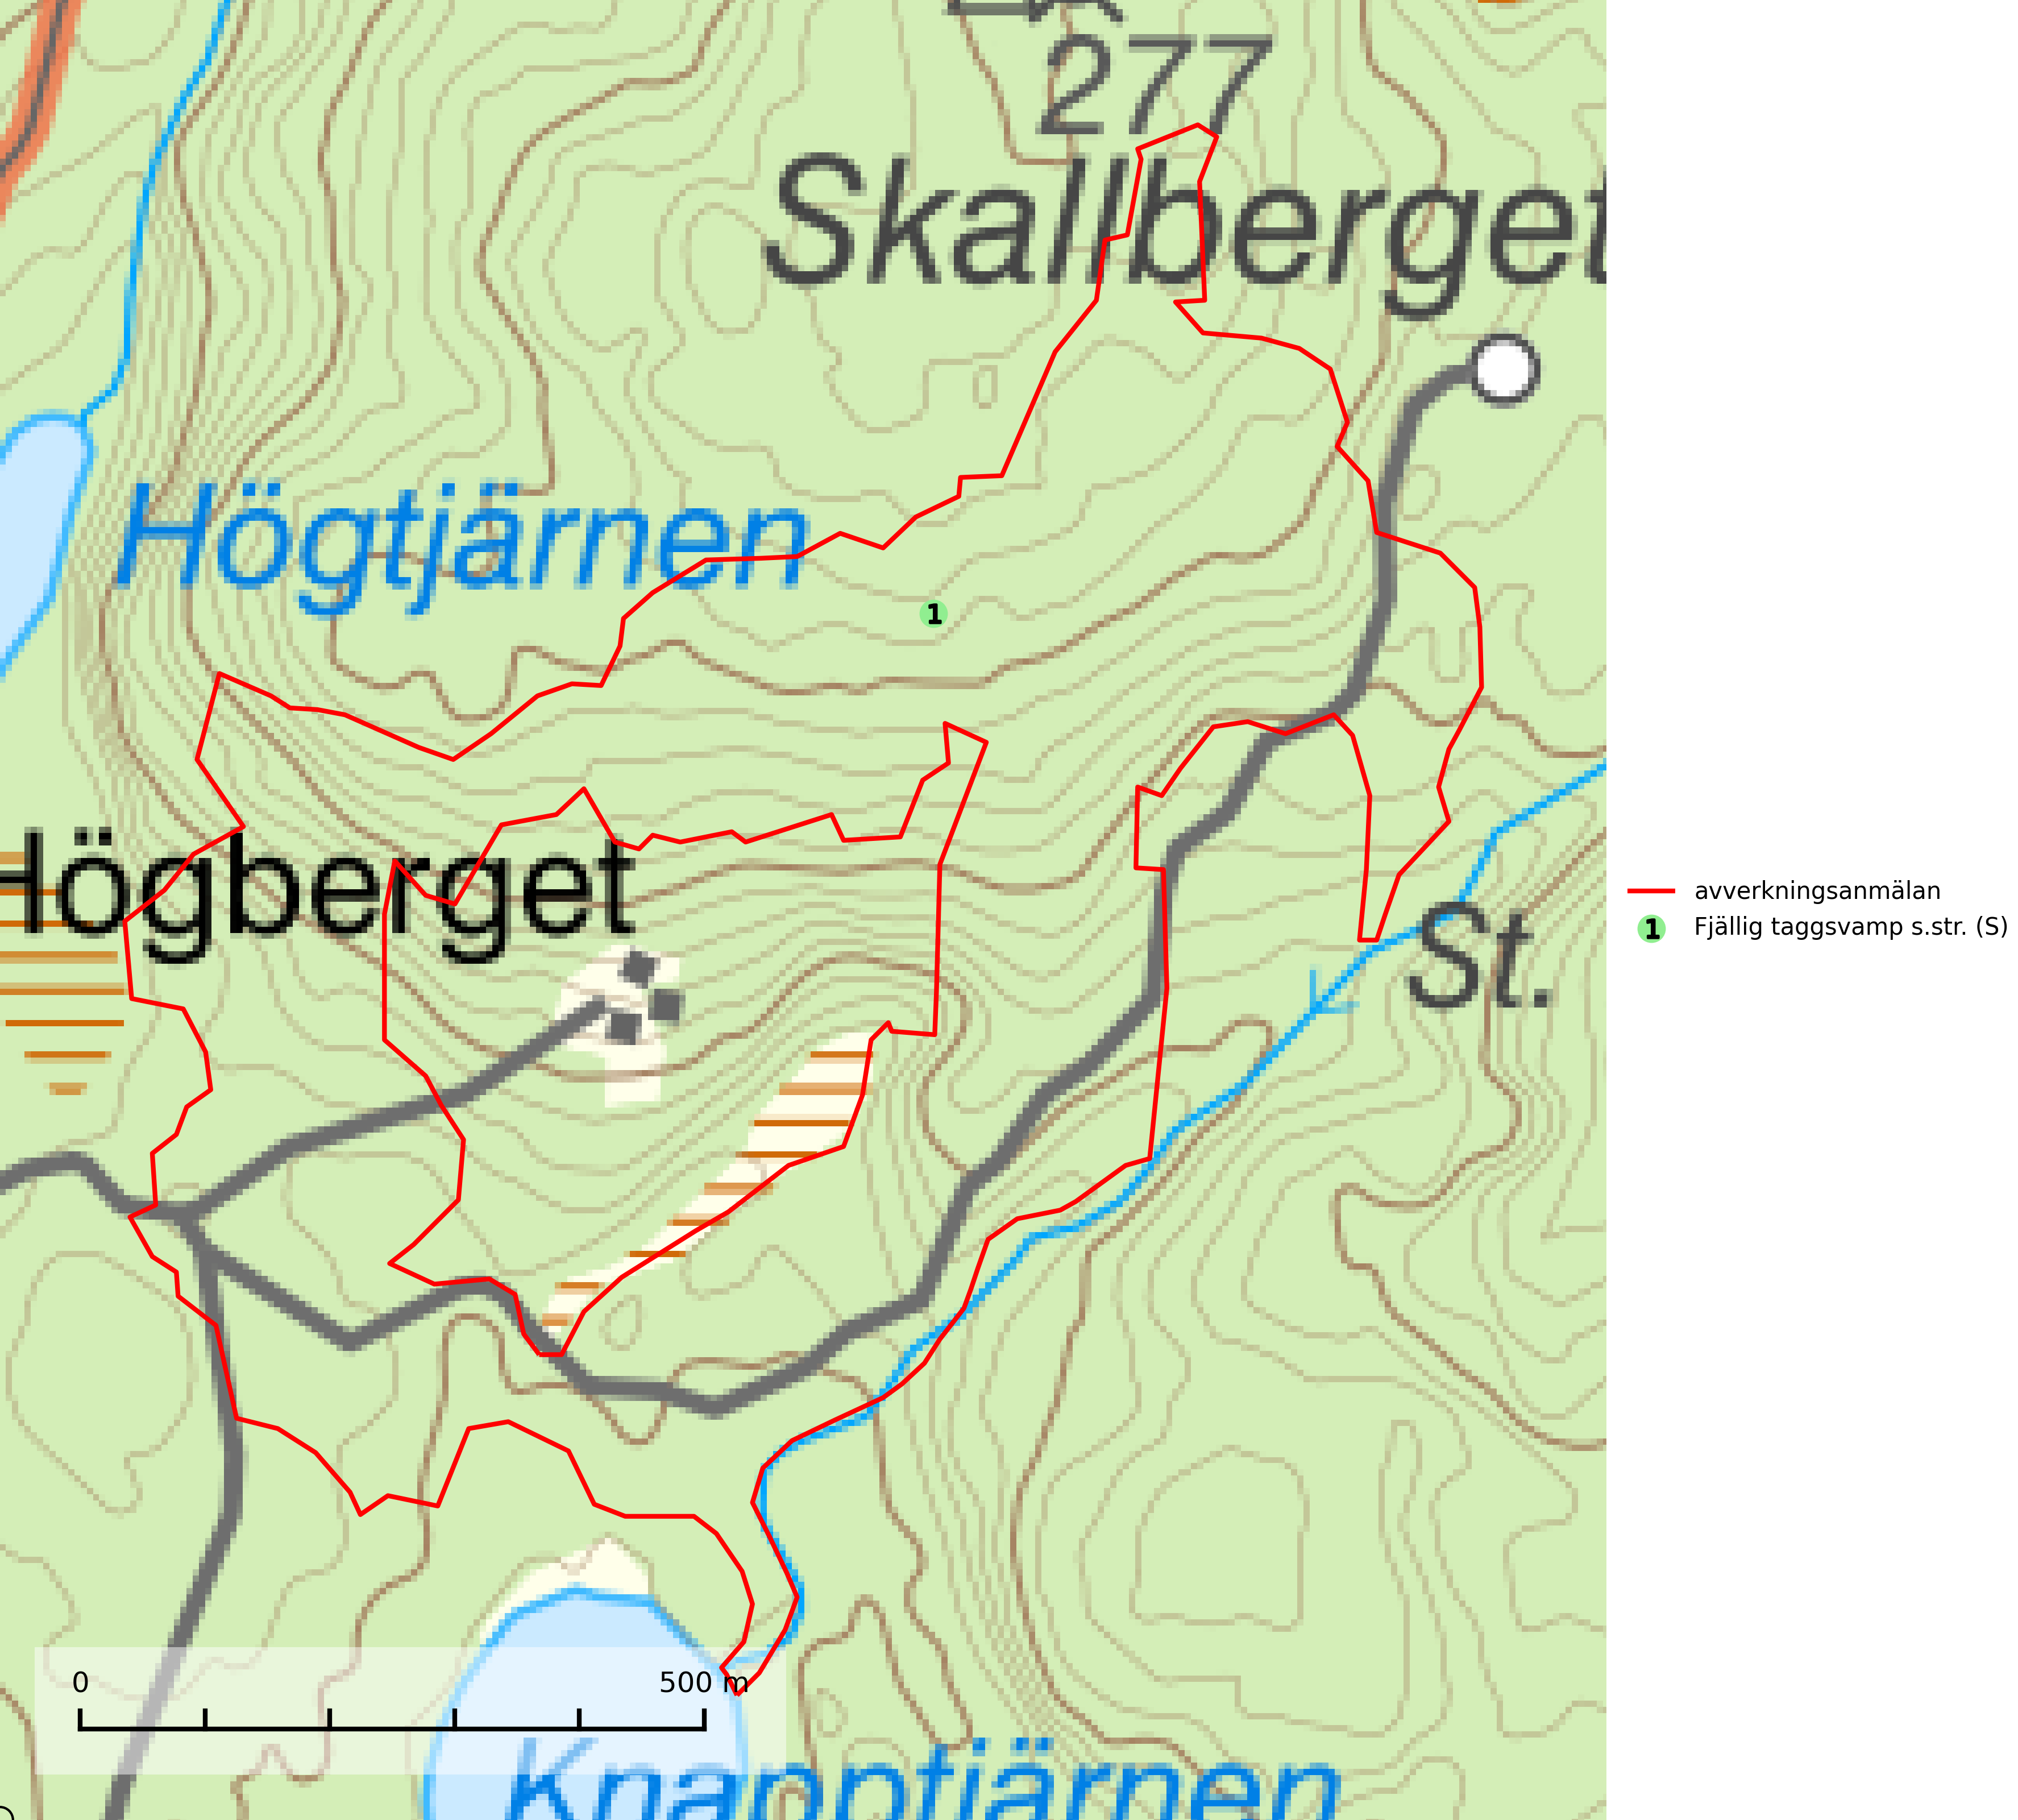 277
Skallberget
Högtjärnen
Högberget
1
St.
0 500 m
Knapptjärnen
avverkningsanmälan
1 Fjällig taggsvamp s.str. (S)